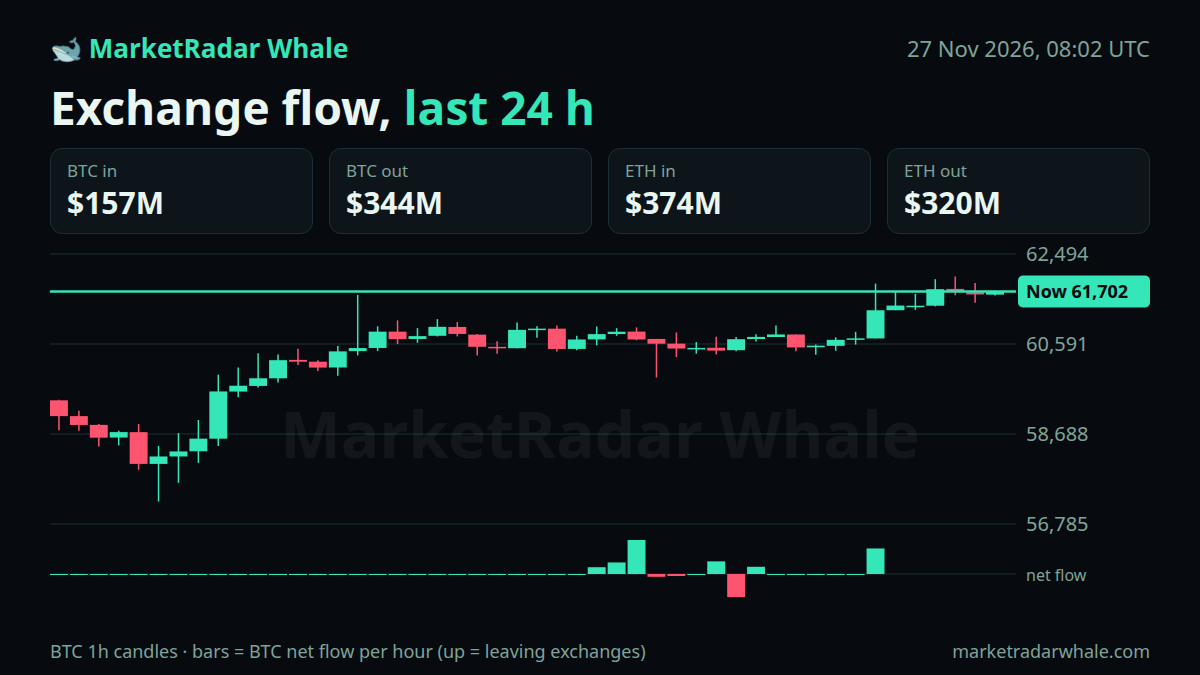 MarketRadar Whale
27 Nov 2026, 08:02 UTC
Exchange flow, last 24 h
BTC in
$157M
BTC out
$344M
ETH in
$374M
ETH out
$320M
62,494
Now 61,702
60,591
MarketRadar Whale
58,688
56,785
net flow
BTC 1h candles · bars = BTC net flow per hour (up = leaving exchanges)
marketradarwhale.com